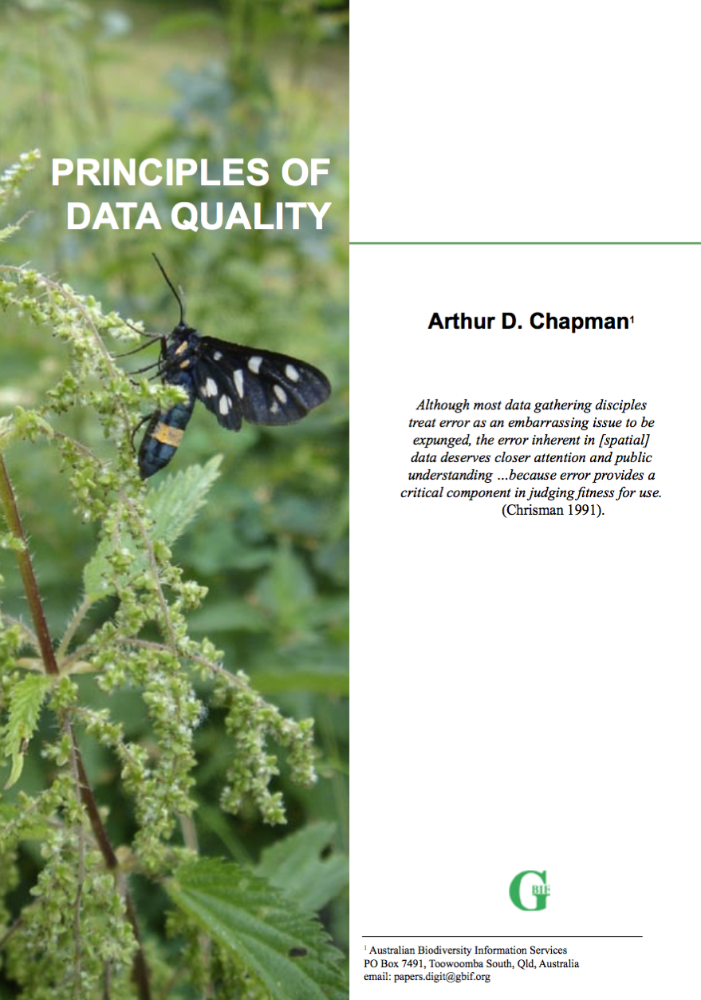 PRINCIPLES OF
DATA QUALITY
Arthur D. Chapman¹
Although most data gathering disciples
treat error as an embarrassing issue to be
expunged, the error inherent in [spatial]
data deserves closer attention and public
understanding ...because error provides a
critical component in judging fitness for use.
(Chrisman 1991).
GBIF
¹ Australian Biodiversity Information Services
PO Box 7491, Toowoomba South, Qld, Australia
email: papers.digit@gbif.org